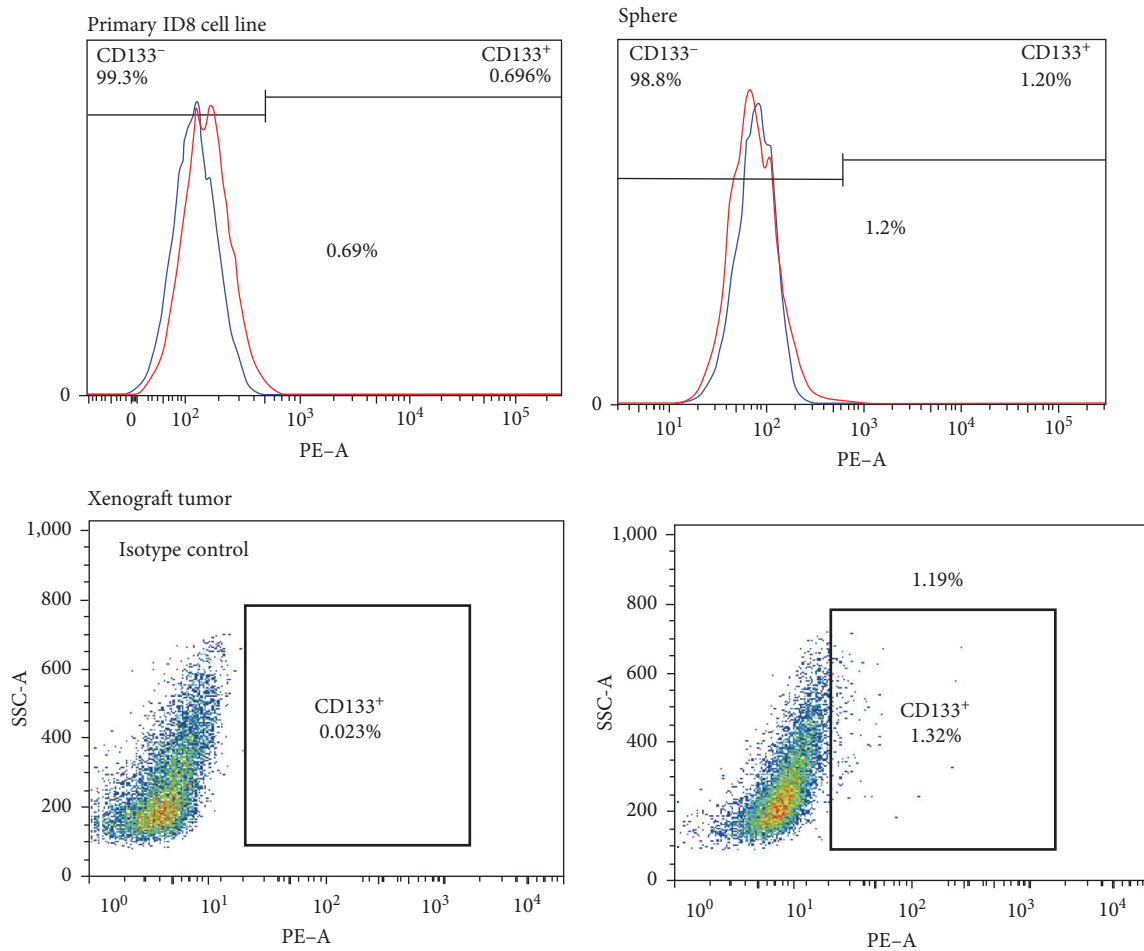 Primary ID8 cell line
CD133⁻
99.3%
CD133⁺
0.696%
0.69%
0
0 10² 10³ 10⁴ 10⁵
PE–A
Sphere
CD133⁻
98.8%
CD133⁺
1.20%
1.2%
0
10¹ 10² 10³ 10⁴ 10⁵
PE–A
Xenograft tumor
1,000
Isotype control
800
600
SSC-A
CD133⁺
0.023%
400
200
0
10⁰ 10¹ 10² 10³ 10⁴
PE–A
1,000
1.19%
800
600
SSC-A
CD133⁺
1.32%
400
200
0
10⁰ 10¹ 10² 10³ 10⁴
PE–A